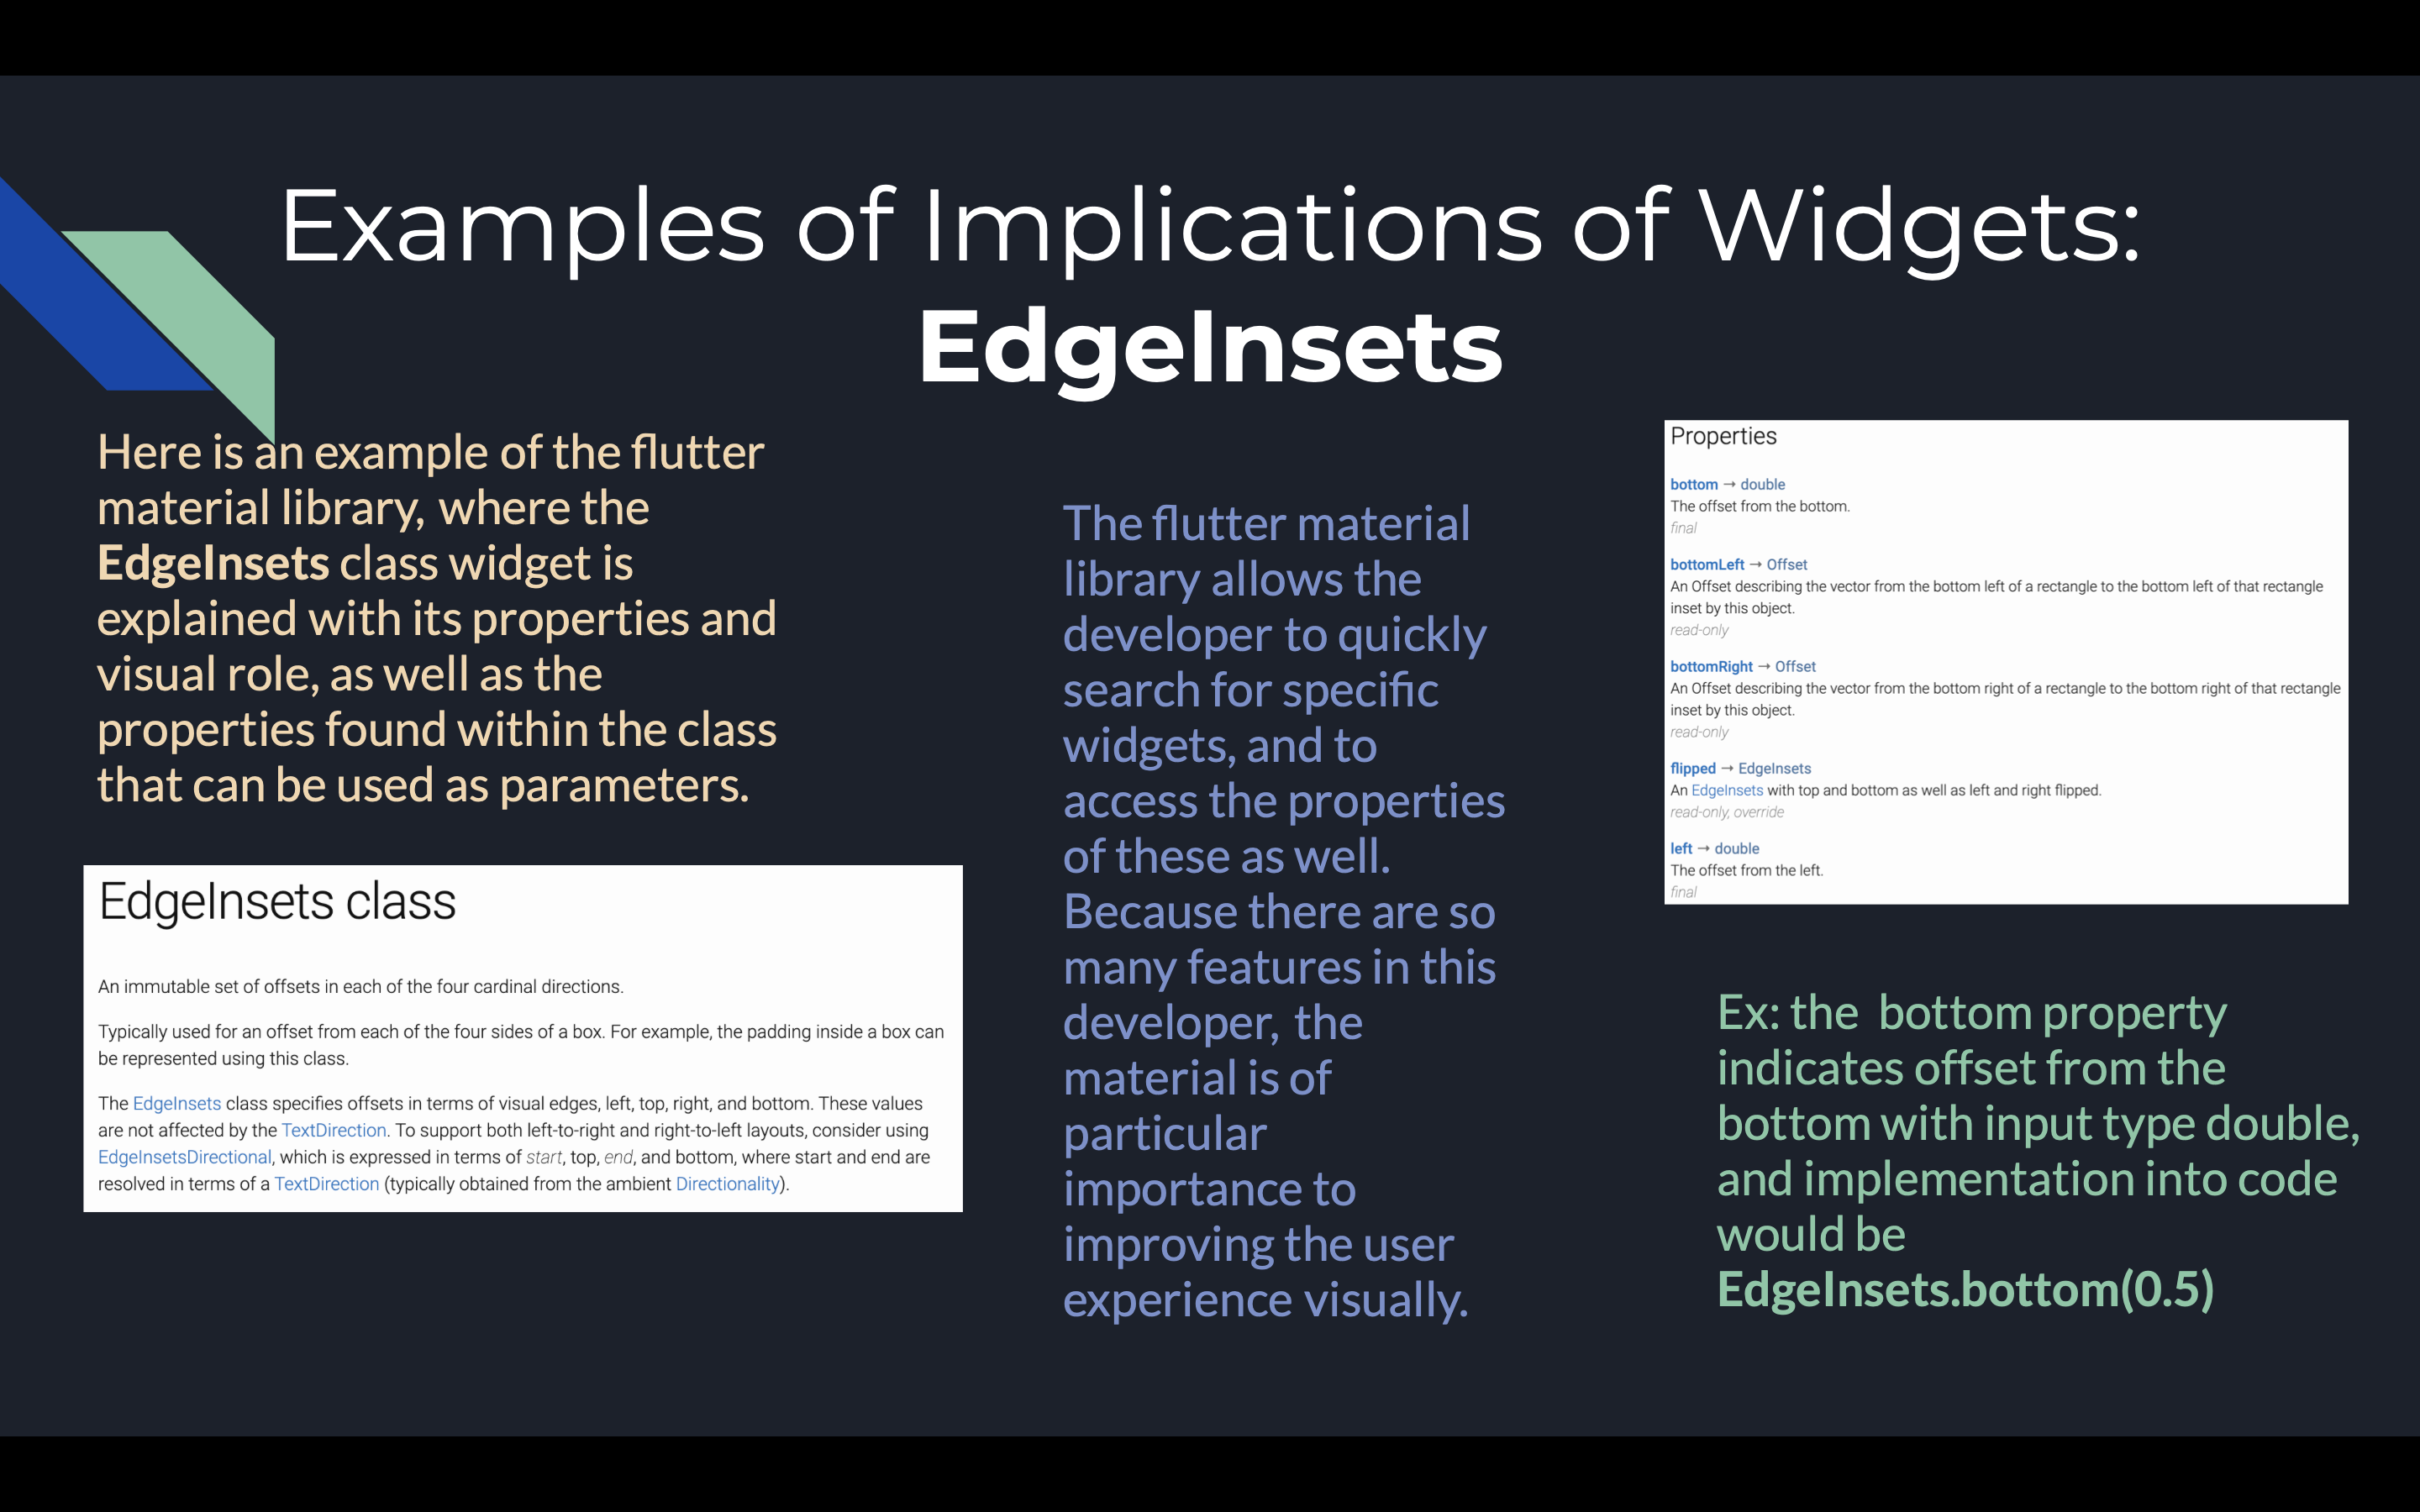 Examples of Implications of Widgets:
EdgeInsets
Here is an example of the flutter
material library, where the
EdgeInsets class widget is
explained with its properties and
visual role, as well as the
properties found within the class
that can be used as parameters.
EdgeInsets class
An immutable set of offsets in each of the four cardinal directions.
Typically used for an offset from each of the four sides of a box. For example, the padding inside a box can
be represented using this class.
The EdgeInsets class specifies offsets in terms of visual edges, left, top, right, and bottom. These values
are not affected by the TextDirection. To support both left-to-right and right-to-left layouts, consider using
EdgeInsetsDirectional, which is expressed in terms of start, top, end, and bottom, where start and end are
resolved in terms of a TextDirection (typically obtained from the ambient Directionality).
The flutter material
library allows the
developer to quickly
search for specific
widgets, and to
access the properties
of these as well.
Because there are so
many features in this
developer, the
material is of
particular
importance to
improving the user
experience visually.
Properties
bottom → double
The offset from the bottom.
final
bottomLeft → Offset
An Offset describing the vector from the bottom left of a rectangle to the bottom left of that rectangle
inset by this object.
read-only
bottomRight → Offset
An Offset describing the vector from the bottom right of a rectangle to the bottom right of that rectangle
inset by this object.
read-only
flipped → EdgeInsets
An EdgeInsets with top and bottom as well as left and right flipped.
read-only, override
left → double
The offset from the left.
final
Ex: the  bottom property
indicates offset from the
bottom with input type double,
and implementation into code
would be
EdgeInsets.bottom(0.5)